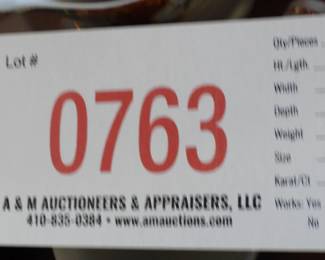 Lot #
0763
A & M AUCTIONEERS & APPRAISERS, LLC
410-835-0384 • www.amauctions.com
Qty/Pieces
Ht./Lgth
Width
Depth
Weight
Size
Karat/Ct
Works: Yes
No